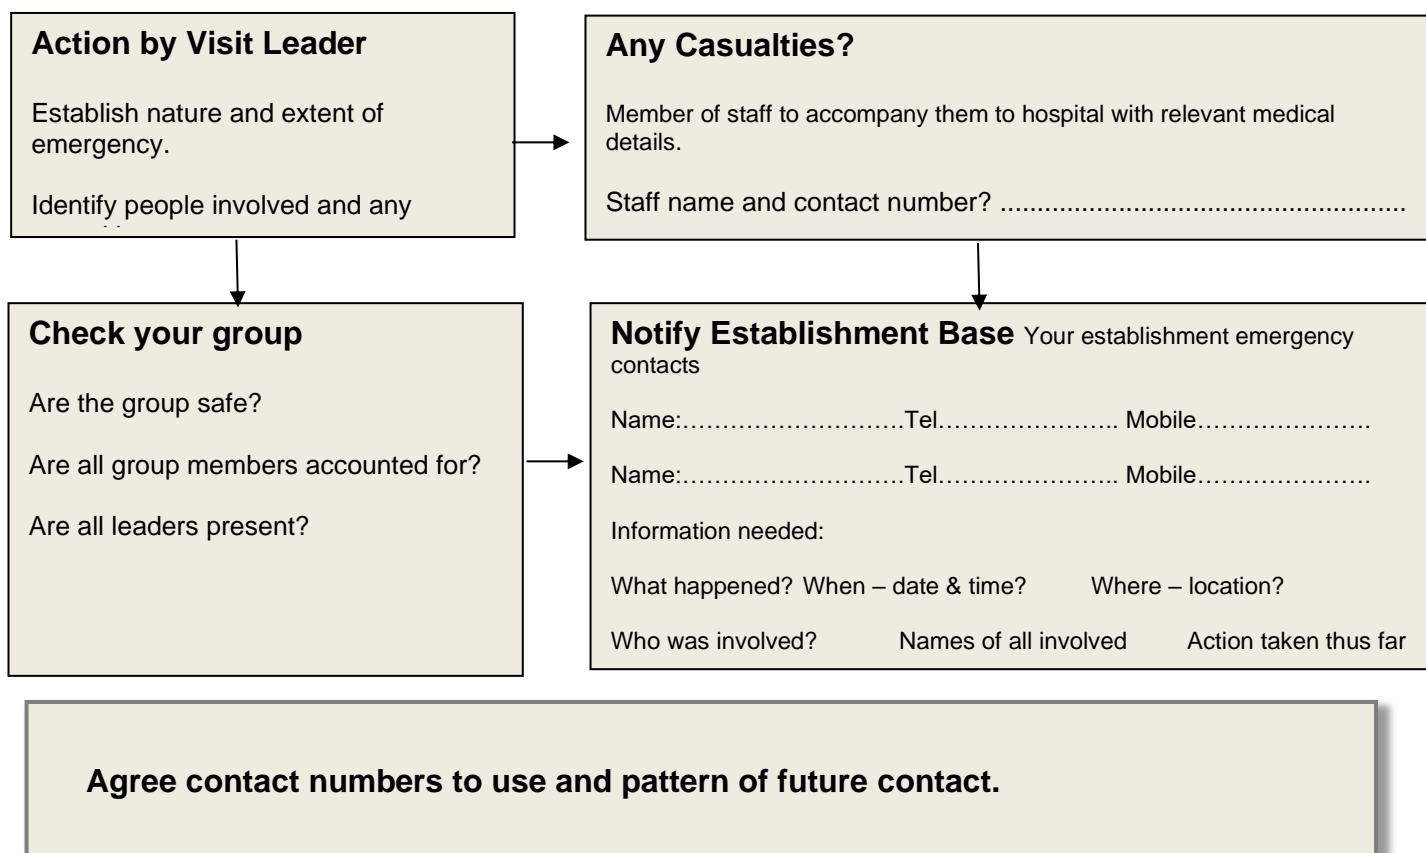 Action by Visit Leader
Establish nature and extent of
emergency.
Identify people involved and any
Any Casualties?
Member of staff to accompany them to hospital with relevant medical
details.
Staff name and contact number? .......................................................
Check your group
Are the group safe?
Are all group members accounted for?
Are all leaders present?
Notify Establishment Base Your establishment emergency
contacts
Name:……………………….Tel………………….. Mobile………………….
Name:……………………….Tel………………….. Mobile………………….
Information needed:
What happened? When – date & time? Where – location?
Who was involved? Names of all involved Action taken thus far
Agree contact numbers to use and pattern of future contact.